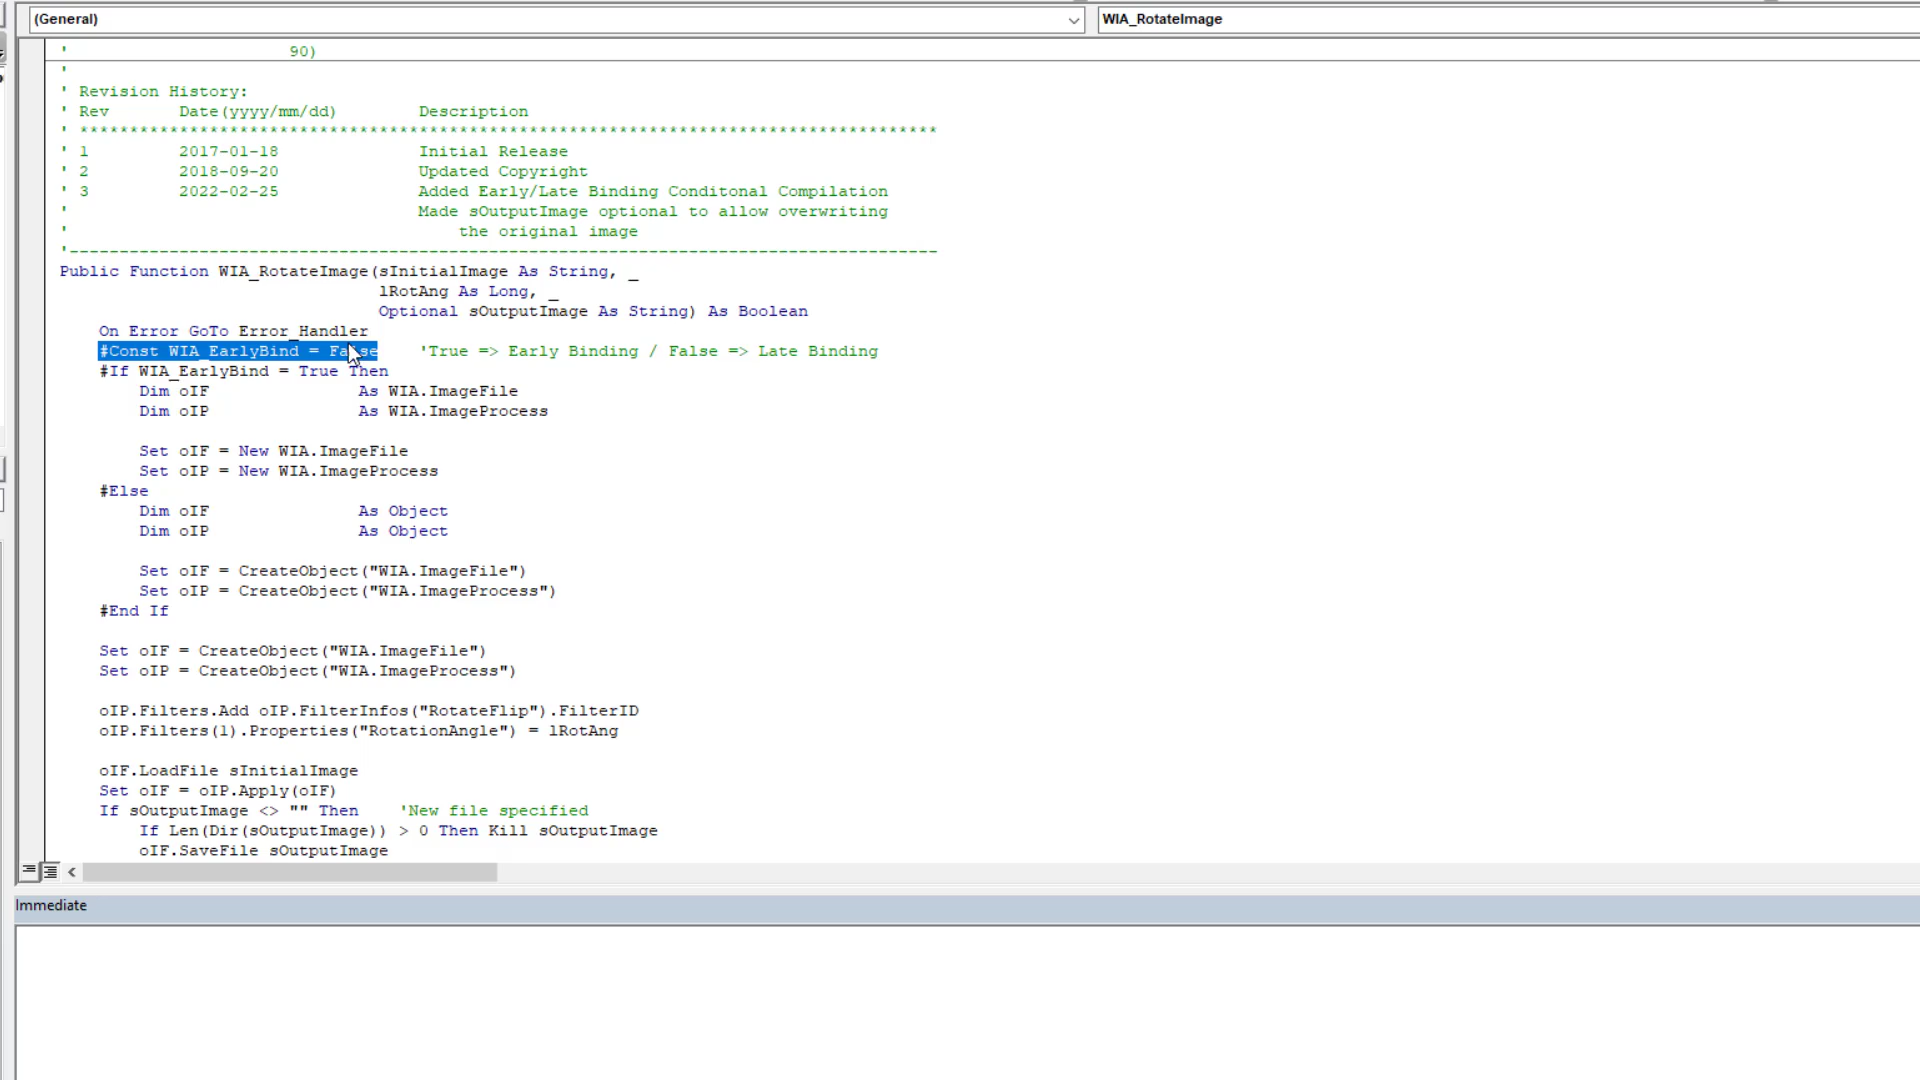 (General)
WIA_RotateImage
' 90)
'
' Revision History:
' Rev Date(yyyy/mm/dd) Description
' **************************************************************************************
' 1 2017-01-18 Initial Release
' 2 2018-09-20 Updated Copyright
' 3 2022-02-25 Added Early/Late Binding Conditonal Compilation
' Made sOutputImage optional to allow overwriting
' the original image
'---------------------------------------------------------------------------------------
Public Function WIA_RotateImage(sInitialImage As String, _
lRotAng As Long, _
Optional sOutputImage As String) As Boolean
On Error GoTo Error_Handler
#Const WIA_EarlyBind = False 'True => Early Binding / False => Late Binding
#If WIA_EarlyBind = True Then
Dim oIF As WIA.ImageFile
Dim oIP As WIA.ImageProcess
Set oIF = New WIA.ImageFile
Set oIP = New WIA.ImageProcess
#Else
Dim oIF As Object
Dim oIP As Object
Set oIF = CreateObject("WIA.ImageFile")
Set oIP = CreateObject("WIA.ImageProcess")
#End If
Set oIF = CreateObject("WIA.ImageFile")
Set oIP = CreateObject("WIA.ImageProcess")
oIP.Filters.Add oIP.FilterInfos("RotateFlip").FilterID
oIP.Filters(1).Properties("RotationAngle") = lRotAng
oIF.LoadFile sInitialImage
Set oIF = oIP.Apply(oIF)
If sOutputImage <> "" Then 'New file specified
If Len(Dir(sOutputImage)) > 0 Then Kill sOutputImage
oIF.SaveFile sOutputImage
Immediate